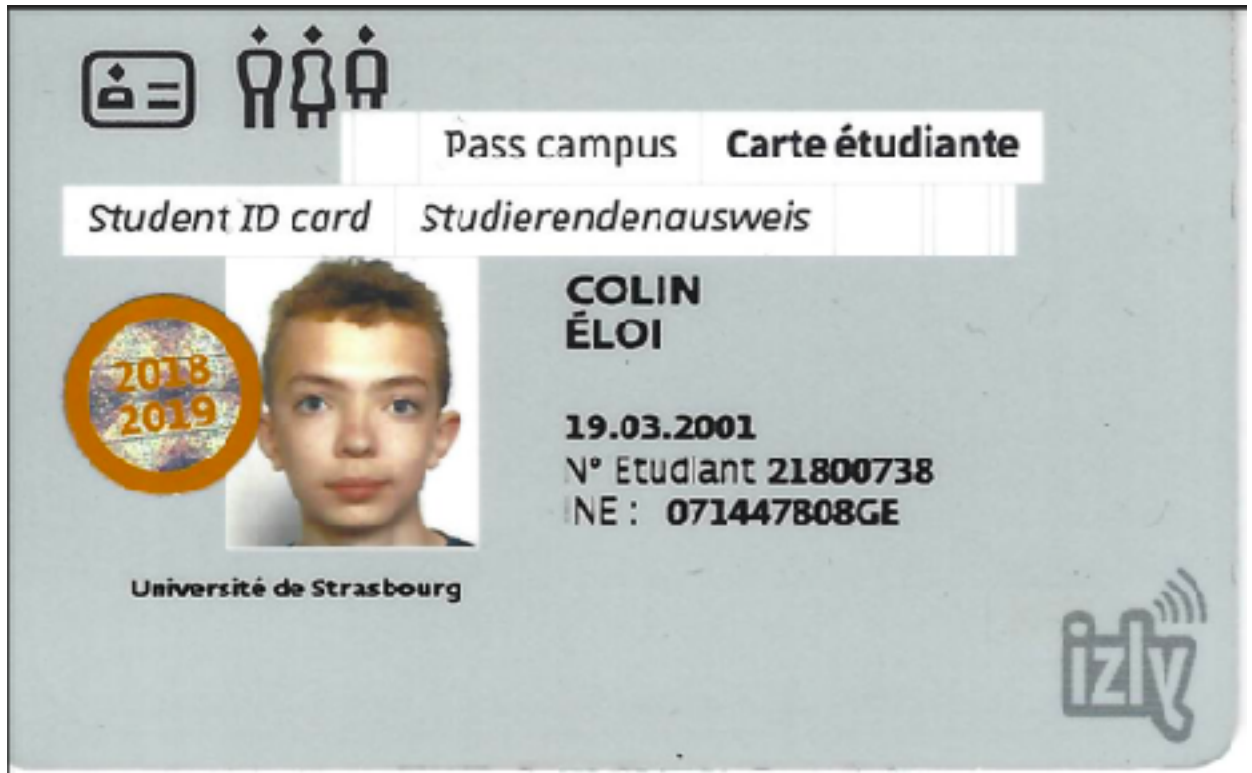 Pass campus Carte étudiante
Student ID card Studierendenausweis
COLIN
ÉLOI
2018
2019
19.03.2001
N° Etudiant 21800738
INE : 071447808GE
Université de Strasbourg
izly